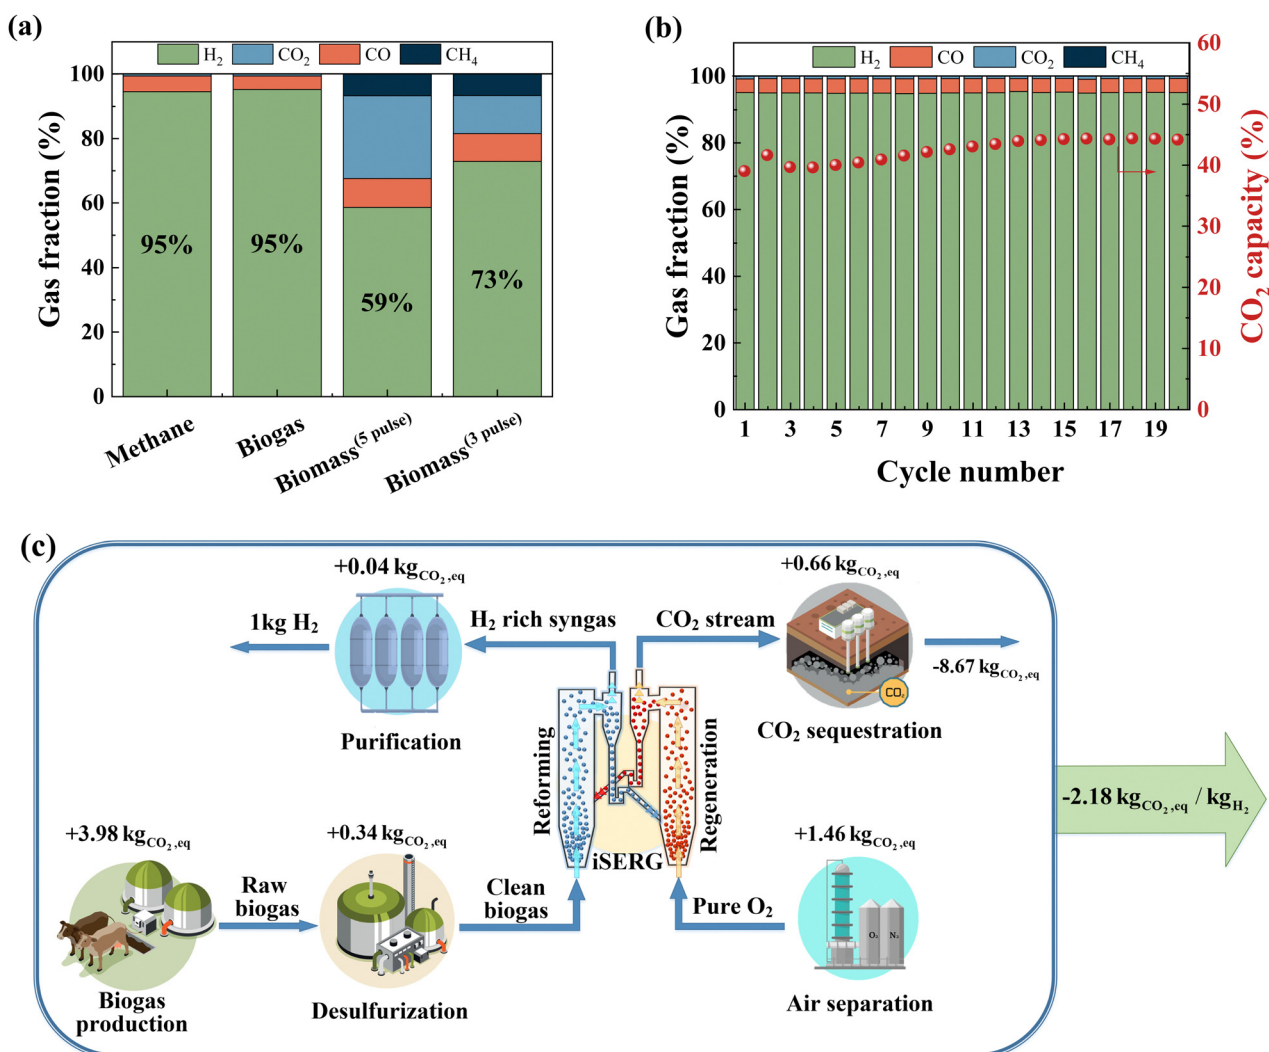 (a)
H₂ CO₂ CO CH₄
Gas fraction (%)
100
80
60
40
20
0
95%
95%
59%
73%
Methane
Biogas
Biomass(5 pulse)
Biomass(3 pulse)
(b)
H₂ CO CO₂ CH₄
Gas fraction (%)
100
80
60
40
20
0
60
50
40
30
20
10
0
CO₂ capacity (%)
1 3 5 7 9 11 13 15 17 19
Cycle number
(c)
+0.04 kgCO₂,eq
1kg H₂
H₂ rich syngas
Purification
CO₂ stream
+0.66 kgCO₂,eq
CO₂
-8.67 kgCO₂,eq
CO₂ sequestration
Reforming
Regeneration
iSERG
-2.18 kgCO₂,eq / kgH₂
+3.98 kgCO₂,eq
Raw
biogas
Biogas
production
+0.34 kgCO₂,eq
Clean
biogas
Desulfurization
Pure O₂
+1.46 kgCO₂,eq
O₂ N₂
Air separation